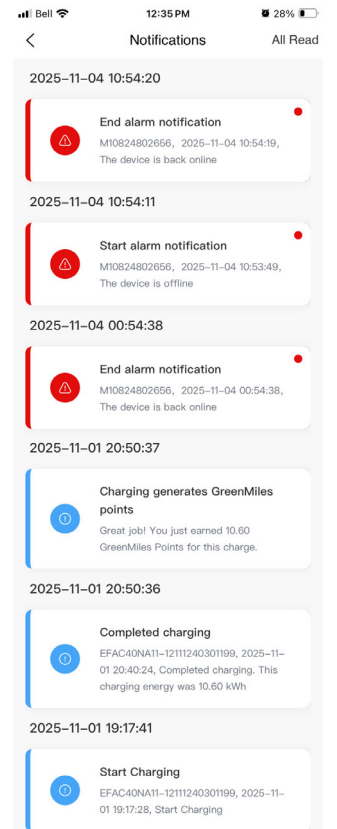 Bell 12:35 PM 28%
Notifications All Read
2025-11-04 10:54:20
End alarm notification
M10824802656, 2025-11-04 10:54:19,
The device is back online
2025-11-04 10:54:11
Start alarm notification
M10824802656, 2025-11-04 10:53:49,
The device is offline
2025-11-04 00:54:38
End alarm notification
M10824802656, 2025-11-04 00:54:38,
The device is back online
2025-11-01 20:50:37
Charging generates GreenMiles
points
Great job! You just earned 10.60
GreenMiles Points for this charge.
2025-11-01 20:50:36
Completed charging
EFAC40NA11-12111240301199, 2025-11-
01 20:40:24, Completed charging. This
charging energy was 10.60 kWh
2025-11-01 19:17:41
Start Charging
EFAC40NA11-12111240301199, 2025-11-
01 19:17:28, Start Charging